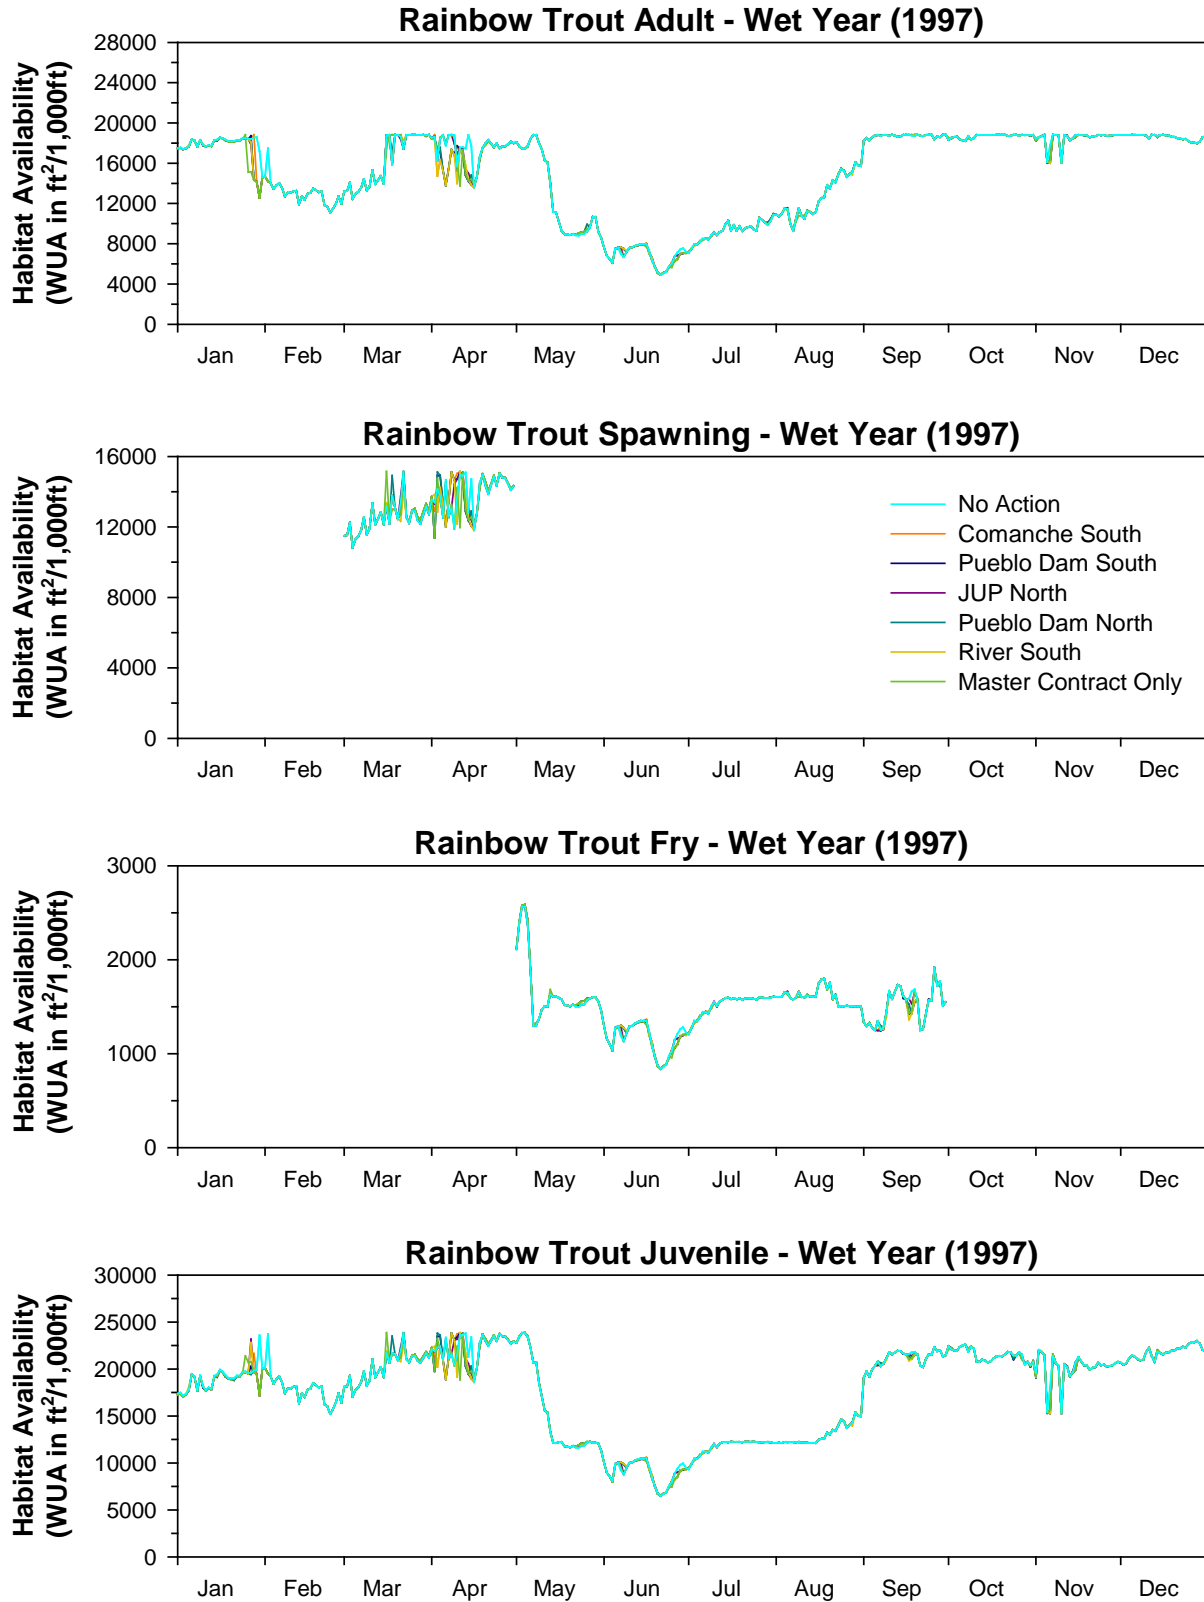 Rainbow Trout Adult - Wet Year (1997)
Habitat Availability
(WUA in ft²/1,000ft)
28000
24000
20000
16000
12000
8000
4000
0
Jan Feb Mar Apr May Jun Jul Aug Sep Oct Nov Dec
Rainbow Trout Spawning - Wet Year (1997)
Habitat Availability
(WUA in ft²/1,000ft)
16000
12000
8000
4000
0
No Action
Comanche South
Pueblo Dam South
JUP North
Pueblo Dam North
River South
Master Contract Only
Jan Feb Mar Apr May Jun Jul Aug Sep Oct Nov Dec
Rainbow Trout Fry - Wet Year (1997)
Habitat Availability
(WUA in ft²/1,000ft)
3000
2000
1000
0
Jan Feb Mar Apr May Jun Jul Aug Sep Oct Nov Dec
Rainbow Trout Juvenile - Wet Year (1997)
Habitat Availability
(WUA in ft²/1,000ft)
30000
25000
20000
15000
10000
5000
0
Jan Feb Mar Apr May Jun Jul Aug Sep Oct Nov Dec